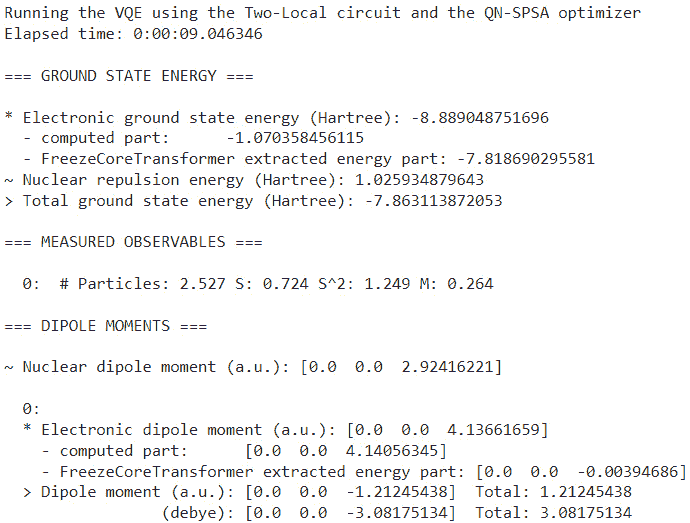 Running the VQE using the Two-Local circuit and the QN-SPSA optimizer
Elapsed time: 0:00:09.046346
=== GROUND STATE ENERGY ===
* Electronic ground state energy (Hartree): -8.889048751696
- computed part: -1.070358456115
- FreezeCoreTransformer extracted energy part: -7.818690295581
~ Nuclear repulsion energy (Hartree): 1.025934879643
> Total ground state energy (Hartree): -7.863113872053
=== MEASURED OBSERVABLES ===
0: # Particles: 2.527 S: 0.724 S^2: 1.249 M: 0.264
=== DIPOLE MOMENTS ===
~ Nuclear dipole moment (a.u.): [0.0 0.0 2.92416221]
0:
* Electronic dipole moment (a.u.): [0.0 0.0 4.13661659]
- computed part: [0.0 0.0 4.14056345]
- FreezeCoreTransformer extracted energy part: [0.0 0.0 -0.00394686]
> Dipole moment (a.u.): [0.0 0.0 -1.21245438] Total: 1.21245438
(debye): [0.0 0.0 -3.08175134] Total: 3.08175134